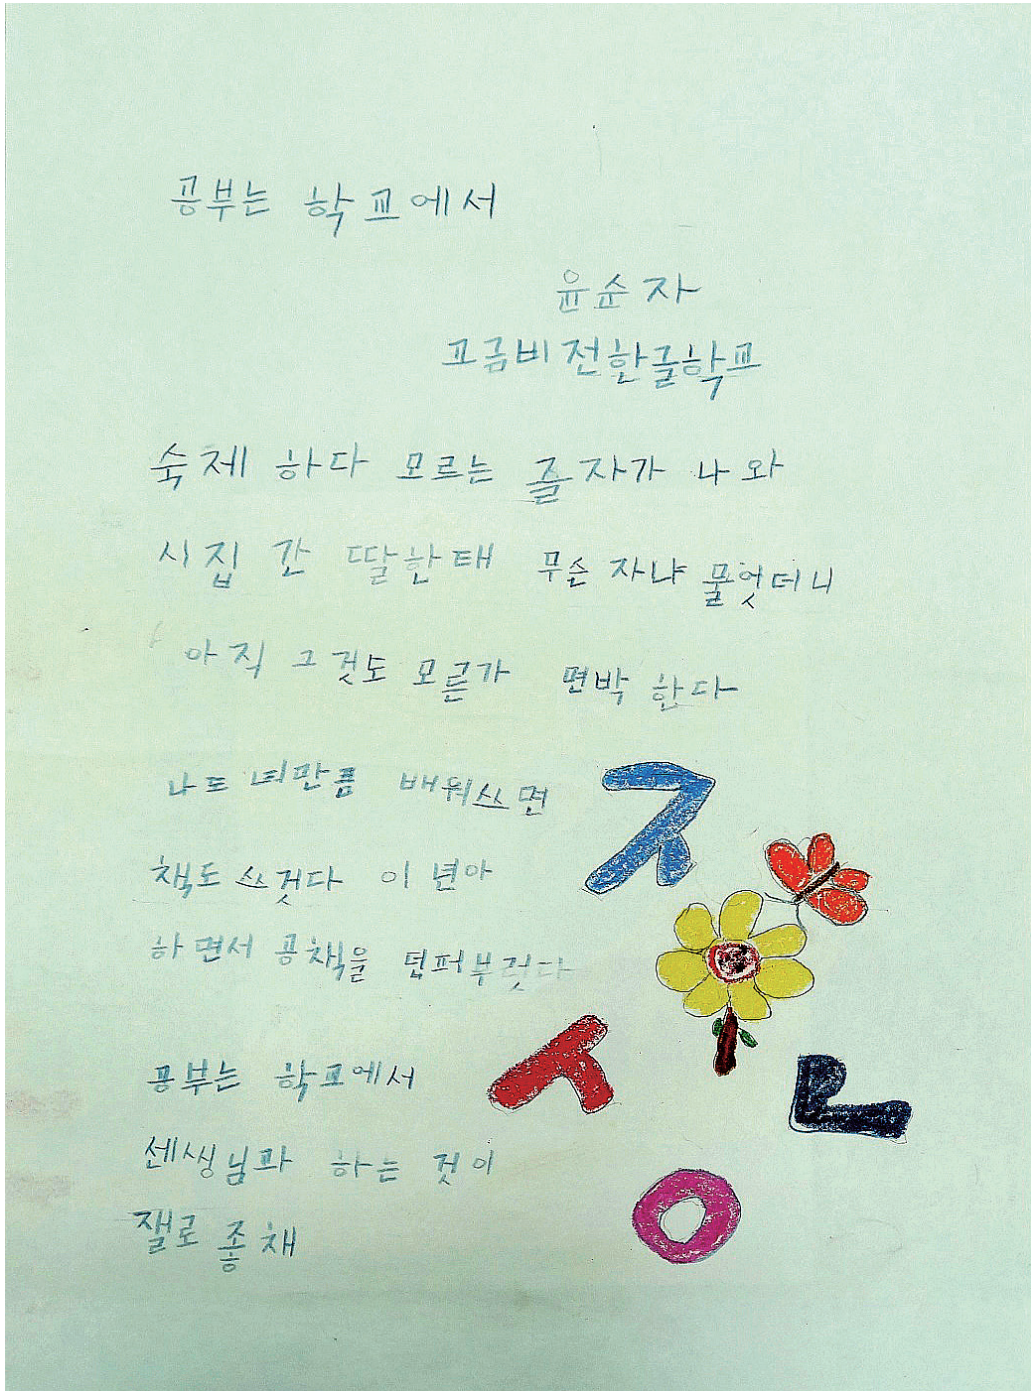 공부는 학교에서
윤순자
고금비전한글학교
숙제 하다 모르는 즐자가 나와
시집 간 딸한태 무슨 자냐 물엇더니
아직 그것도 모른가 면박 한다
나도 너만큼 배워쓰면
책도 쓰것다 이 년아
하면서 공책을 덥퍼부럿다
공부는 학교에서
센생님과 하는 것이
잴로 좋채
ㅈ
ㅅ
ㄴ
ㅇ